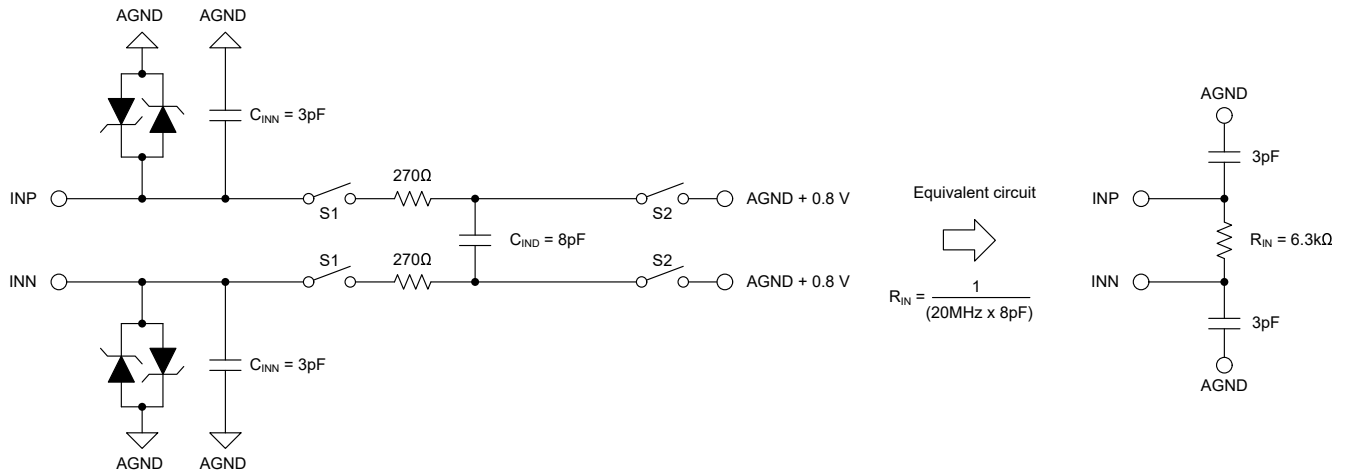 AGND AGND
C_INN = 3pF
270Ω
INP S1 S2 AGND + 0.8 V
C_IND = 8pF
270Ω
INN S1 S2 AGND + 0.8 V
C_INN = 3pF
AGND AGND
Equivalent circuit
R_IN = 1
(20MHz x 8pF)
AGND
3pF
INP
R_IN = 6.3kΩ
INN
3pF
AGND